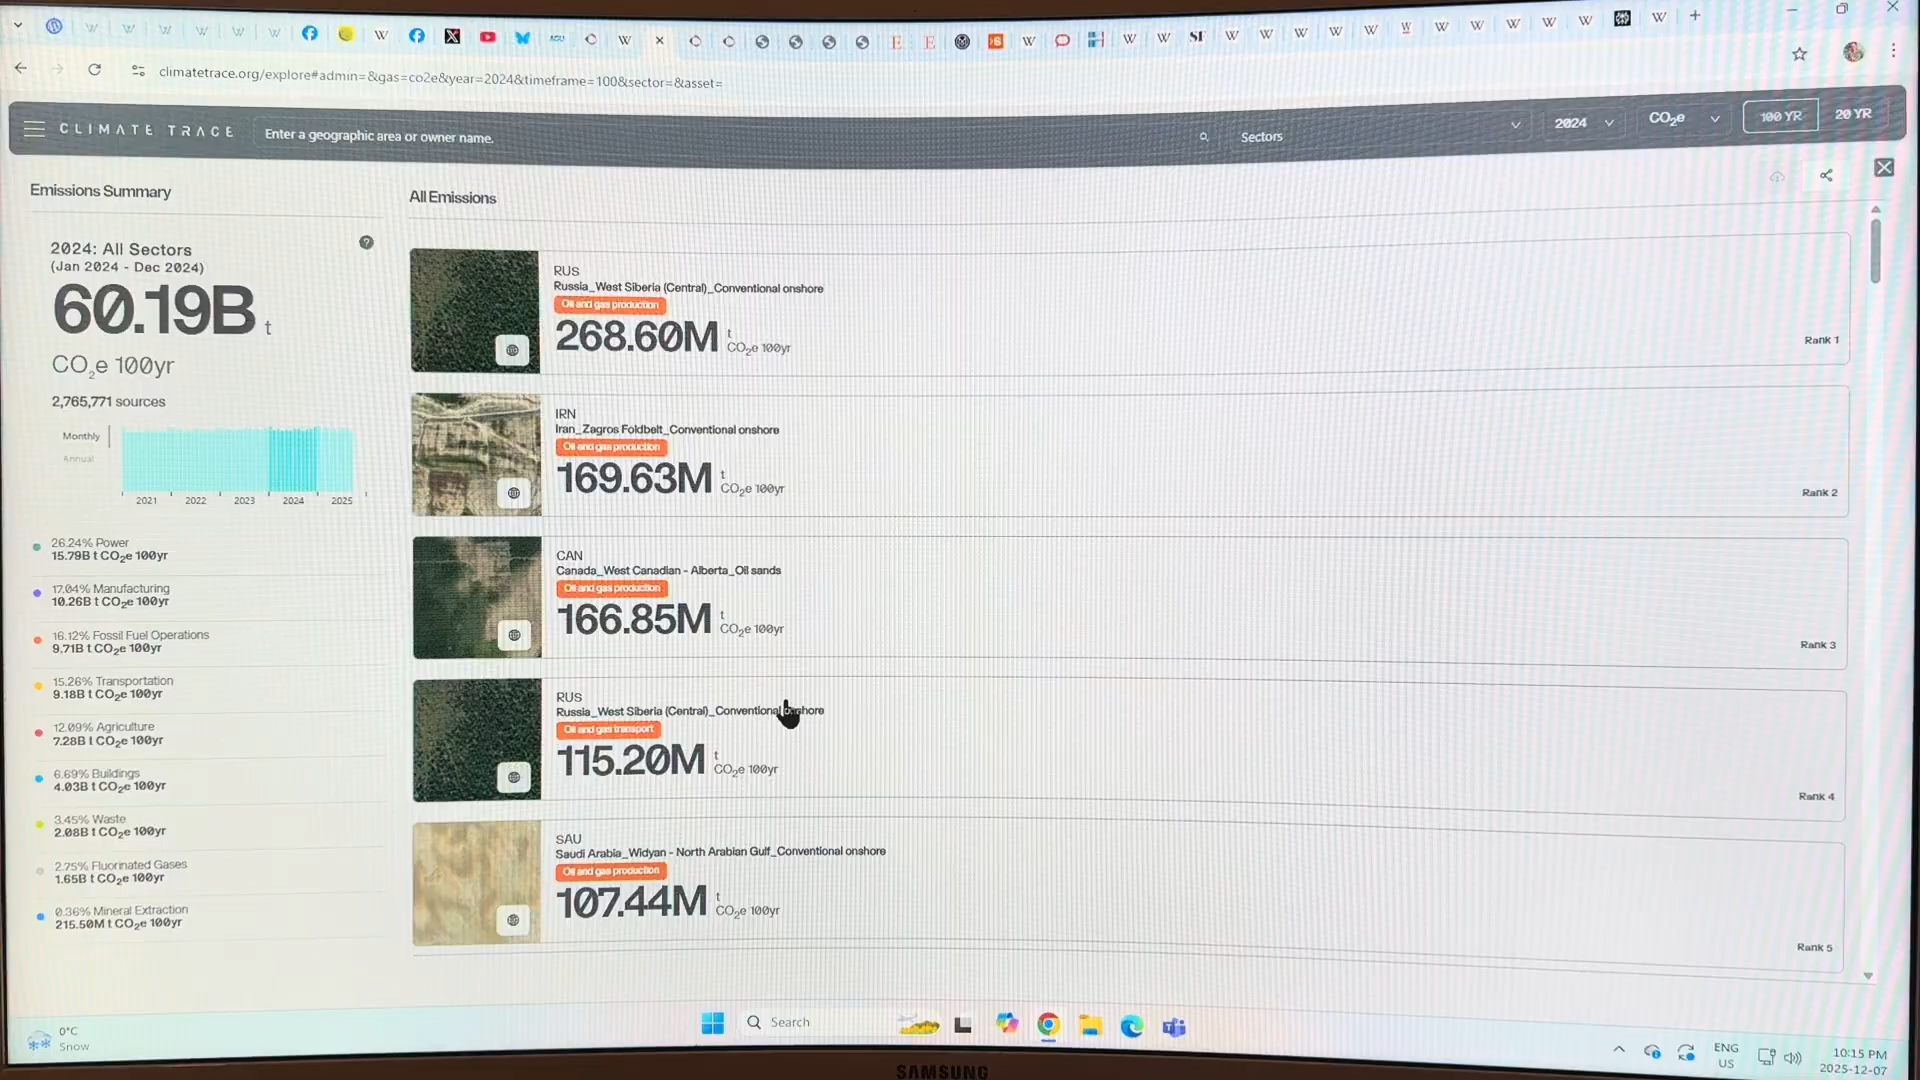 climatetrace.org/explore#admin=&gas=co2e&year=2024&timeframe=100&sector=&asset=
CLIMATE TRACE
Enter a geographic area or owner name.
Sectors
2024
CO₂e
100 YR
20 YR
Emissions Summary
2024: All Sectors
(Jan 2024 - Dec 2024)
60.19B t
CO₂e 100yr
2,765,771 sources
Monthly
Annual
2021 2022 2023 2024 2025
26.24% Power
15.79B t CO₂e 100yr
17.04% Manufacturing
10.26B t CO₂e 100yr
16.12% Fossil Fuel Operations
9.71B t CO₂e 100yr
15.26% Transportation
9.18B t CO₂e 100yr
12.09% Agriculture
7.28B t CO₂e 100yr
6.69% Buildings
4.03B t CO₂e 100yr
3.45% Waste
2.08B t CO₂e 100yr
2.75% Fluorinated Gases
1.65B t CO₂e 100yr
0.36% Mineral Extraction
215.50M t CO₂e 100yr
All Emissions
RUS
Russia_West Siberia (Central)_Conventional onshore
Oil and gas production
268.60M t CO₂e 100yr
Rank 1
IRN
Iran_Zagros Foldbelt_Conventional onshore
Oil and gas production
169.63M t CO₂e 100yr
Rank 2
CAN
Canada_West Canadian - Alberta_Oil sands
Oil and gas production
166.85M t CO₂e 100yr
Rank 3
RUS
Russia_West Siberia (Central)_Conventional onshore
Oil and gas transport
115.20M t CO₂e 100yr
Rank 4
SAU
Saudi Arabia_Widyan - North Arabian Gulf_Conventional onshore
Oil and gas production
107.44M t CO₂e 100yr
Rank 5
0°C
Snow
Search
ENG
US
10:15 PM
2025-12-07
SAMSUNG